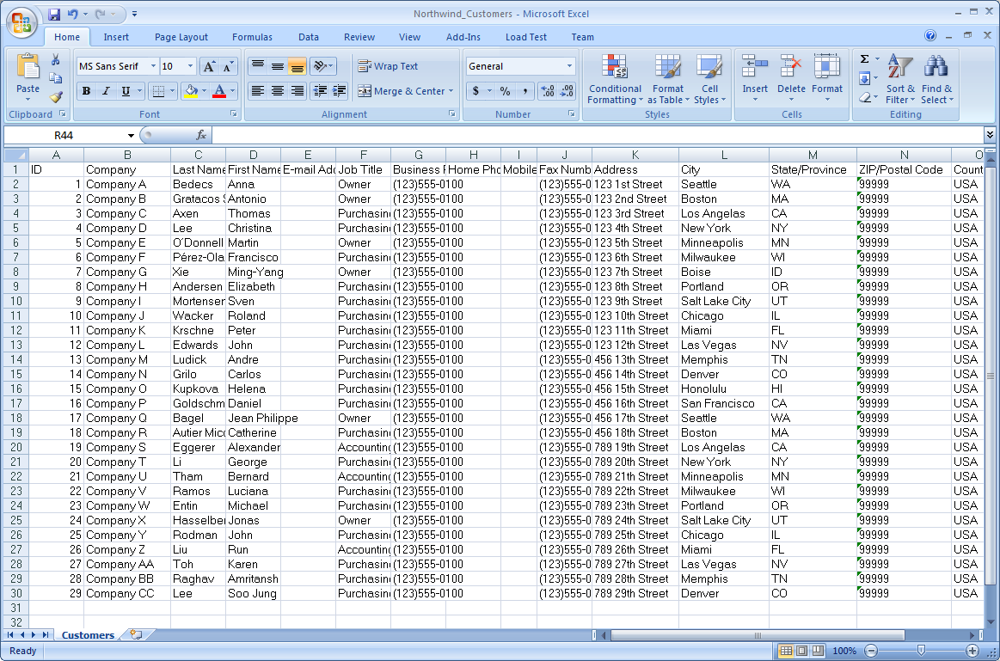 Northwind_Customers - Microsoft Excel
Home Insert Page Layout Formulas Data Review View Add-Ins Load Test Team
MS Sans Serif 10 A A Wrap Text General Σ
Paste B I U A Merge & Center $ % , .00 .00 Conditional Formatting Format as Table Cell Styles Insert Delete Format Sort & Filter Find & Select
Clipboard Font Alignment Number Styles Cells Editing
R44 fx
A B C D E F G H I J K L M N O
1 ID Company Last Name First Name E-mail Add Job Title Business P Home Pho Mobile Fax Numb Address City State/Province ZIP/Postal Code Count
2 1 Company A Bedecs Anna Owner (123)555-0100 (123)555-0 123 1st Street Seattle WA 99999 USA
3 2 Company B Gratacos S Antonio Owner (123)555-0100 (123)555-0 123 2nd Street Boston MA 99999 USA
4 3 Company C Axen Thomas Purchasin (123)555-0100 (123)555-0 123 3rd Street Los Angelas CA 99999 USA
5 4 Company D Lee Christina Purchasin (123)555-0100 (123)555-0 123 4th Street New York NY 99999 USA
6 5 Company E O'Donnell Martin Owner (123)555-0100 (123)555-0 123 5th Street Minneapolis MN 99999 USA
7 6 Company F Pérez-Ola Francisco Purchasin (123)555-0100 (123)555-0 123 6th Street Milwaukee WI 99999 USA
8 7 Company G Xie Ming-Yang Owner (123)555-0100 (123)555-0 123 7th Street Boise ID 99999 USA
9 8 Company H Andersen Elizabeth Purchasin (123)555-0100 (123)555-0 123 8th Street Portland OR 99999 USA
10 9 Company I Mortensen Sven Purchasin (123)555-0100 (123)555-0 123 9th Street Salt Lake City UT 99999 USA
11 10 Company J Wacker Roland Purchasin (123)555-0100 (123)555-0 123 10th Street Chicago IL 99999 USA
12 11 Company K Krschne Peter Purchasin (123)555-0100 (123)555-0 123 11th Street Miami FL 99999 USA
13 12 Company L Edwards John Purchasin (123)555-0100 (123)555-0 123 12th Street Las Vegas NV 99999 USA
14 13 Company M Ludick Andre Purchasin (123)555-0100 (123)555-0 456 13th Street Memphis TN 99999 USA
15 14 Company N Grilo Carlos Purchasin (123)555-0100 (123)555-0 456 14th Street Denver CO 99999 USA
16 15 Company O Kupkova Helena Purchasin (123)555-0100 (123)555-0 456 15th Street Honolulu HI 99999 USA
17 16 Company P Goldschm Daniel Purchasin (123)555-0100 (123)555-0 456 16th Street San Francisco CA 99999 USA
18 17 Company Q Bagel Jean Philippe Owner (123)555-0100 (123)555-0 456 17th Street Seattle WA 99999 USA
19 18 Company R Autier Mico Catherine Purchasin (123)555-0100 (123)555-0 456 18th Street Boston MA 99999 USA
20 19 Company S Eggerer Alexander Accounting (123)555-0100 (123)555-0 789 19th Street Los Angelas CA 99999 USA
21 20 Company T Li George Purchasin (123)555-0100 (123)555-0 789 20th Street New York NY 99999 USA
22 21 Company U Tham Bernard Accounting (123)555-0100 (123)555-0 789 21th Street Minneapolis MN 99999 USA
23 22 Company V Ramos Luciana Purchasin (123)555-0100 (123)555-0 789 22th Street Milwaukee WI 99999 USA
24 23 Company W Entin Michael Purchasin (123)555-0100 (123)555-0 789 23th Street Portland OR 99999 USA
25 24 Company X Hasselber Jonas Owner (123)555-0100 (123)555-0 789 24th Street Salt Lake City UT 99999 USA
26 25 Company Y Rodman John Purchasin (123)555-0100 (123)555-0 789 25th Street Chicago IL 99999 USA
27 26 Company Z Liu Run Accounting (123)555-0100 (123)555-0 789 26th Street Miami FL 99999 USA
28 27 Company AA Toh Karen Purchasin (123)555-0100 (123)555-0 789 27th Street Las Vegas NV 99999 USA
29 28 Company BB Raghav Amritansh Purchasin (123)555-0100 (123)555-0 789 28th Street Memphis TN 99999 USA
30 29 Company CC Lee Soo Jung Purchasin (123)555-0100 (123)555-0 789 29th Street Denver CO 99999 USA
31
32
Customers
Ready 100%